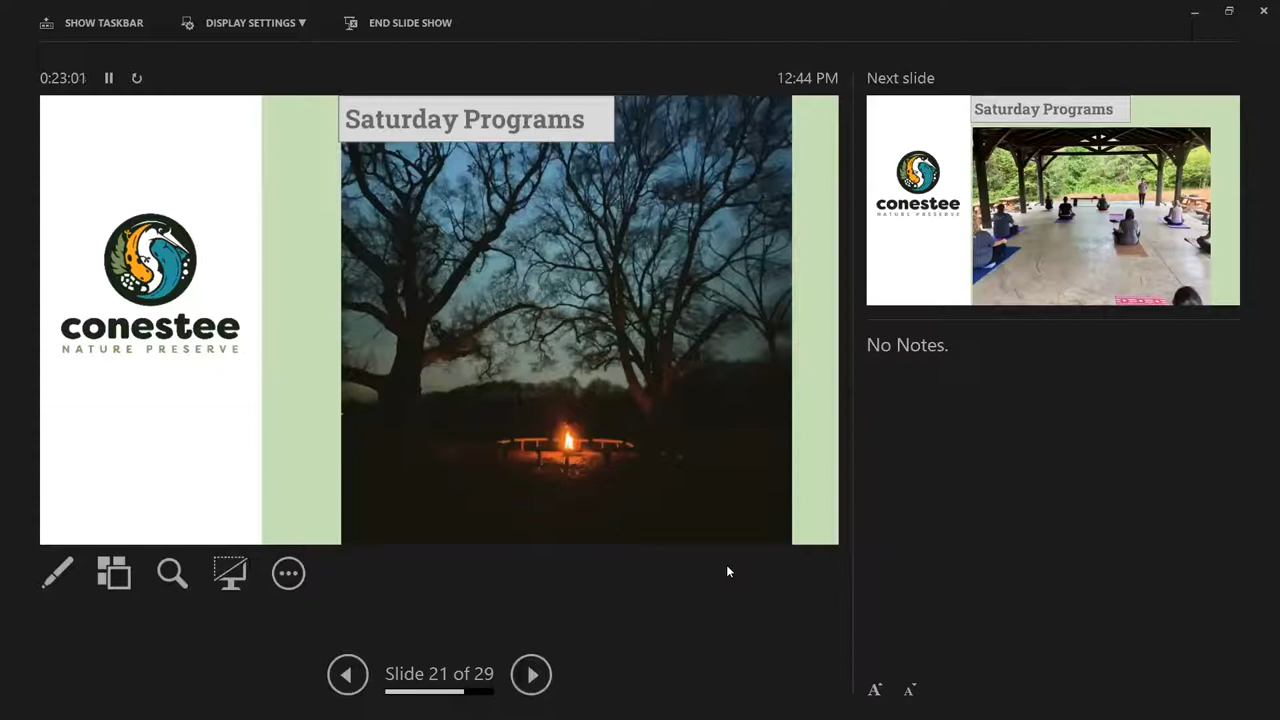 SHOW TASKBAR
DISPLAY SETTINGS ▼
END SLIDE SHOW
0:23:01
12:44 PM
Saturday Programs
conestee
NATURE PRESERVE
Next slide
Saturday Programs
conestee
NATURE PRESERVE
No Notes.
Slide 21 of 29
A A